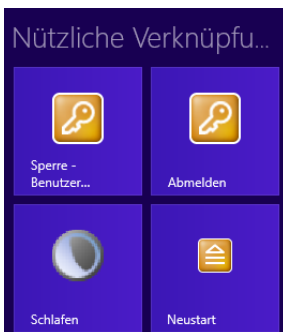 Nützliche Verknüpfu...
Sperre -
Benutzer...
Abmelden
Schlafen
Neustart